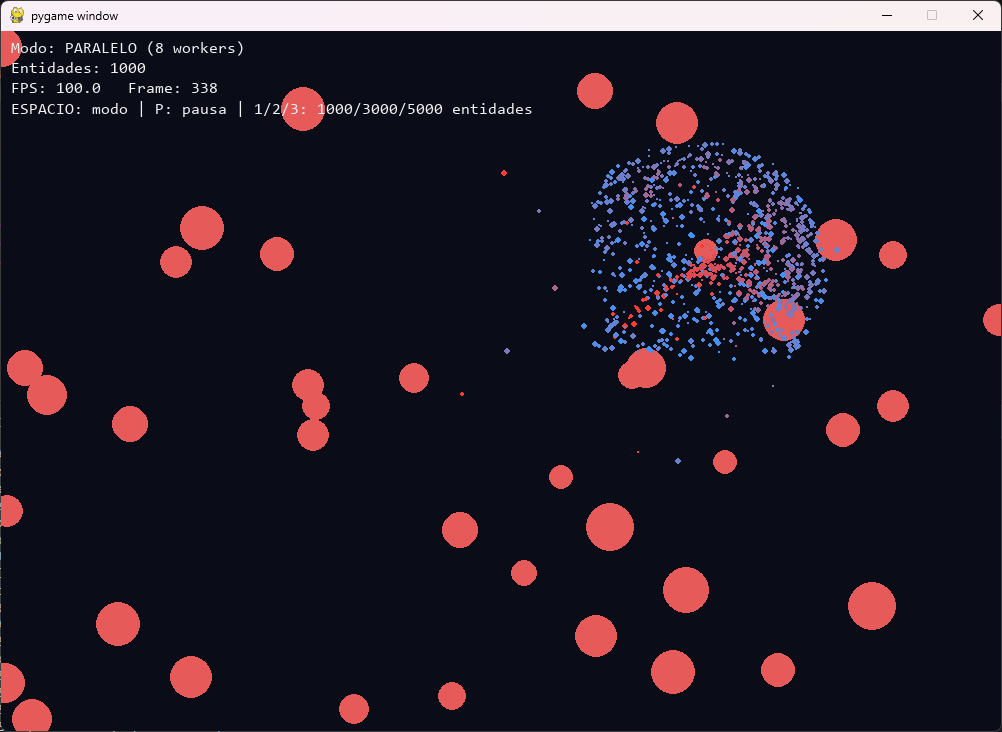 pygame window
Modo: PARALELO (8 workers)
Entidades: 1000
FPS: 100.0   Frame: 338
ESPACIO: modo | P: pausa | 1/2/3: 1000/3000/5000 entidades